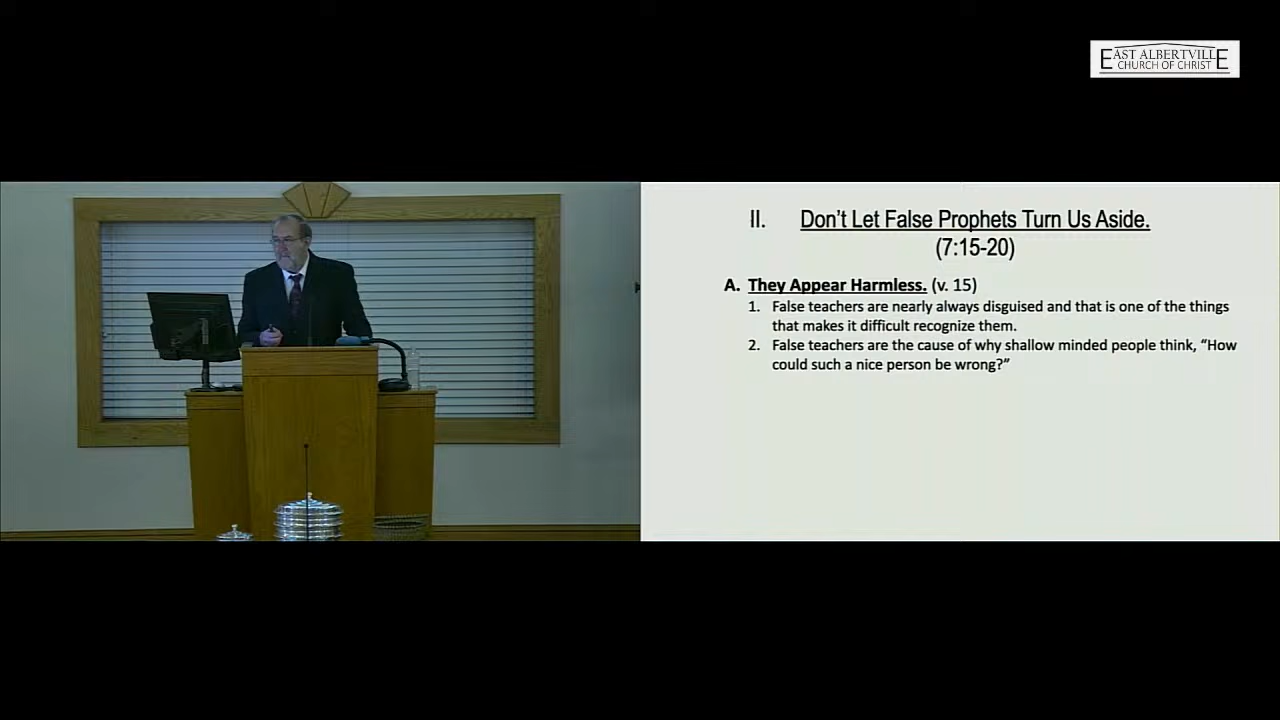 EAST ALBERTVILLE
CHURCH OF CHRIST
II. Don't Let False Prophets Turn Us Aside.
(7:15-20)
A. They Appear Harmless. (v. 15)
1. False teachers are nearly always disguised and that is one of the things
that makes it difficult recognize them.
2. False teachers are the cause of why shallow minded people think, “How
could such a nice person be wrong?”